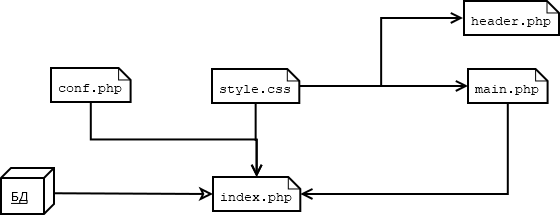 header.php
conf.php
style.css
main.php
БД
index.php